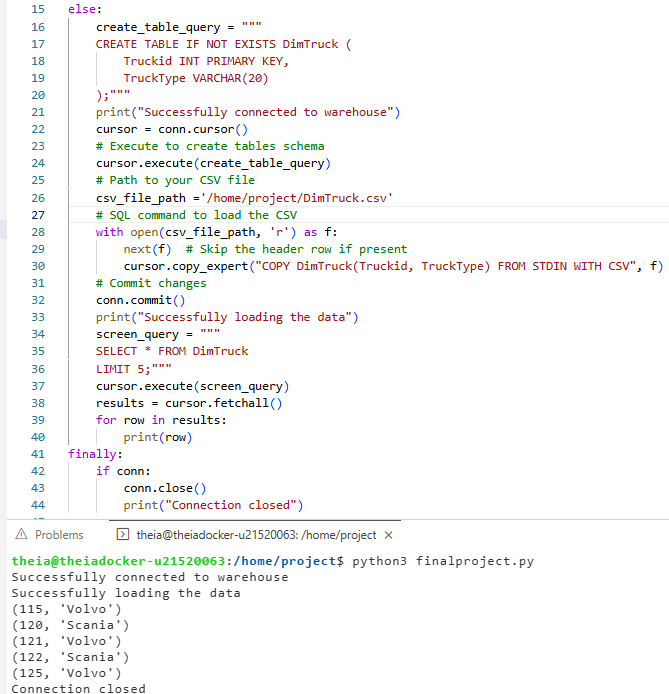 15 else:
16 create_table_query = """
17 CREATE TABLE IF NOT EXISTS DimTruck (
18 Truckid INT PRIMARY KEY,
19 TruckType VARCHAR(20)
20 );"""
21 print("Successfully connected to warehouse")
22 cursor = conn.cursor()
23 # Execute to create tables schema
24 cursor.execute(create_table_query)
25 # Path to your CSV file
26 csv_file_path ='/home/project/DimTruck.csv'
27 # SQL command to load the CSV
28 with open(csv_file_path, 'r') as f:
29 next(f)  # Skip the header row if present
30 cursor.copy_expert("COPY DimTruck(Truckid, TruckType) FROM STDIN WITH CSV", f)
31 # Commit changes
32 conn.commit()
33 print("Successfully loading the data")
34 screen_query = """
35 SELECT * FROM DimTruck
36 LIMIT 5;"""
37 cursor.execute(screen_query)
38 results = cursor.fetchall()
39 for row in results:
40 print(row)
41 finally:
42 if conn:
43 conn.close()
44 print("Connection closed")
Problems theia@theiadocker-u21520063: /home/project ×
theia@theiadocker-u21520063:/home/project$ python3 finalproject.py
Successfully connected to warehouse
Successfully loading the data
(115, 'Volvo')
(120, 'Scania')
(121, 'Volvo')
(122, 'Scania')
(125, 'Volvo')
Connection closed